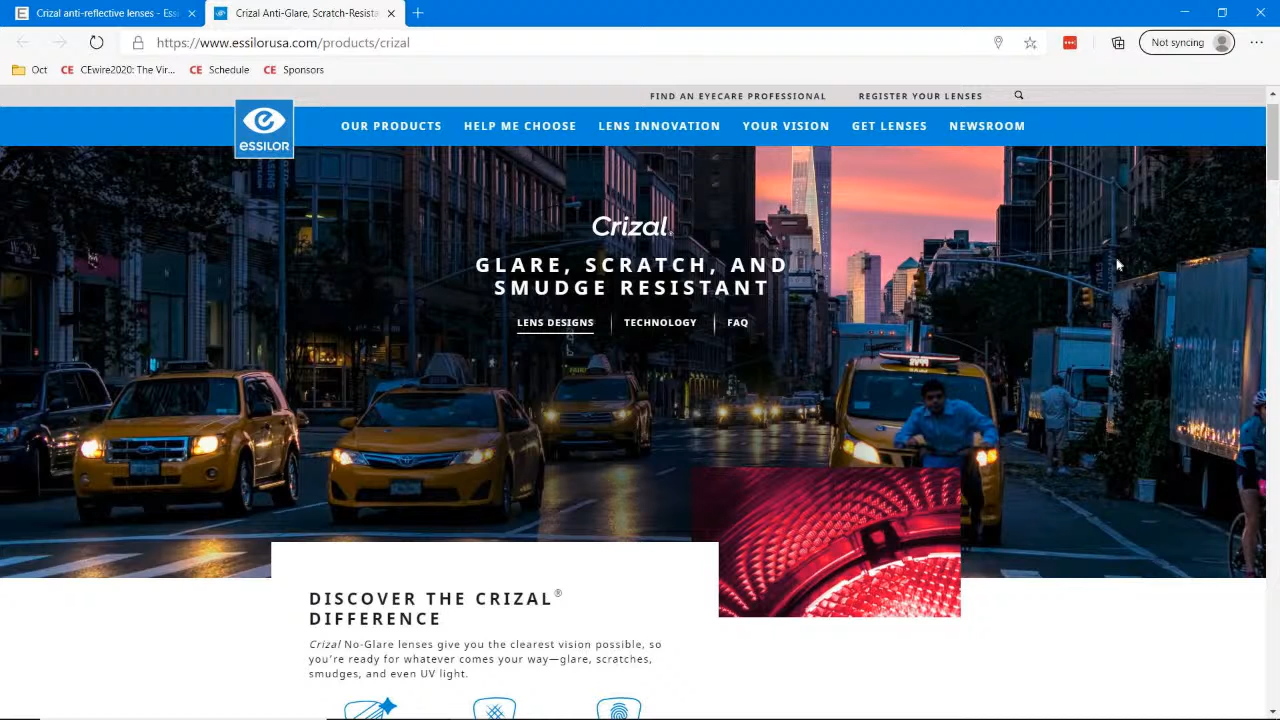 Crizal anti-reflective lenses - Ess
Crizal Anti-Glare, Scratch-Resista
https://www.essilorusa.com/products/crizal
Not syncing
Oct
CE CEwire2020: The Vir...
CE Schedule
CE Sponsors
FIND AN EYECARE PROFESSIONAL
REGISTER YOUR LENSES
essilor
OUR PRODUCTS
HELP ME CHOOSE
LENS INNOVATION
YOUR VISION
GET LENSES
NEWSROOM
Crizal
GLARE, SCRATCH, AND
SMUDGE RESISTANT
LENS DESIGNS
TECHNOLOGY
FAQ
DISCOVER THE CRIZAL®
DIFFERENCE
Crizal No-Glare lenses give you the clearest vision possible, so
you're ready for whatever comes your way—glare, scratches,
smudges, and even UV light.